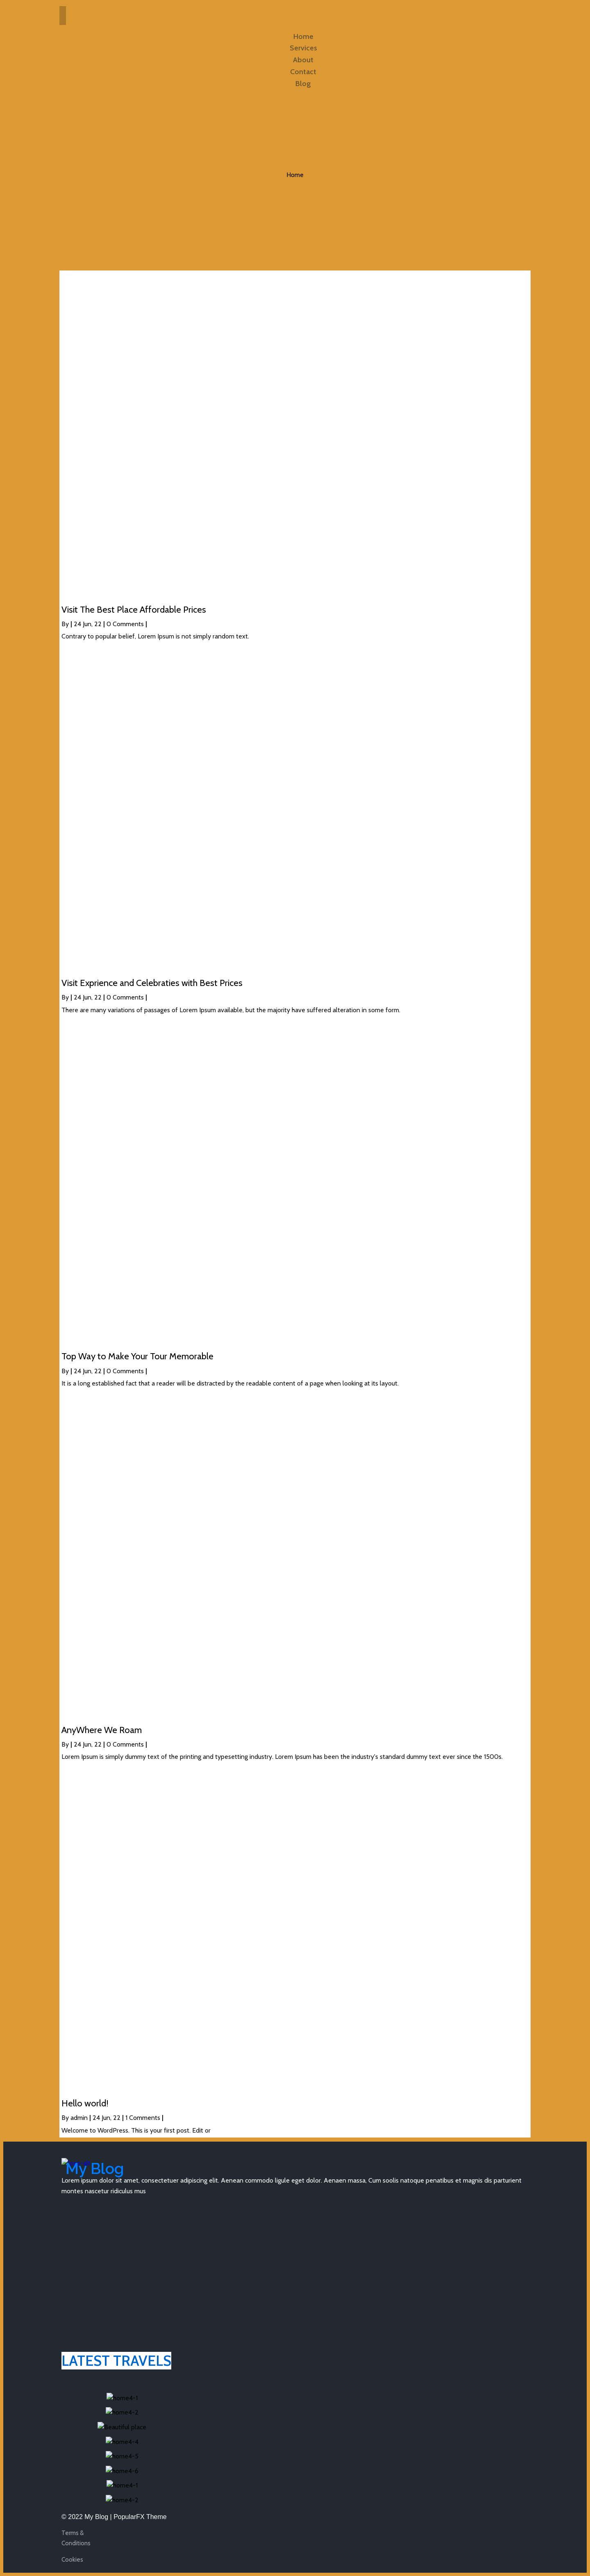 Home
Services
About
Contact
Blog
Home
Visit The Best Place Affordable Prices
By | 24 Jun, 22 | 0 Comments |
Contrary to popular belief, Lorem Ipsum is not simply random text.
Visit Exprience and Celebraties with Best Prices
By | 24 Jun, 22 | 0 Comments |
There are many variations of passages of Lorem Ipsum available, but the majority have suffered alteration in some form.
Top Way to Make Your Tour Memorable
By | 24 Jun, 22 | 0 Comments |
It is a long established fact that a reader will be distracted by the readable content of a page when looking at its layout.
AnyWhere We Roam
By | 24 Jun, 22 | 0 Comments |
Lorem Ipsum is simply dummy text of the printing and typesetting industry. Lorem Ipsum has been the industry's standard dummy text ever since the 1500s.
Hello world!
By admin | 24 Jun, 22 | 1 Comments |
Welcome to WordPress. This is your first post. Edit or
My Blog
Lorem ipsum dolor sit amet, consectetuer adipiscing elit. Aenean commodo ligule eget dolor. Aenaen massa, Cum soolis natoque penatibus et magnis dis parturient
montes nascetur ridiculus mus
LATEST TRAVELS
home4-1
home4-2
Beautiful place
home4-4
home4-5
home4-6
home4-1
home4-2
© 2022 My Blog | PopularFX Theme
Terms &
Conditions
Cookies